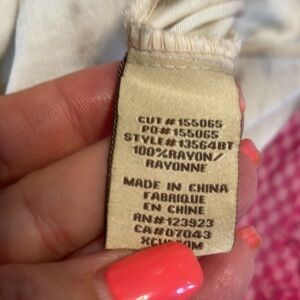 CUT#155065
PO#155065
STYLE#13564BT
100%RAYON/
RAYONNE
MADE IN CHINA
FABRIQUE
EN CHINE
RN#123923
CA#07043